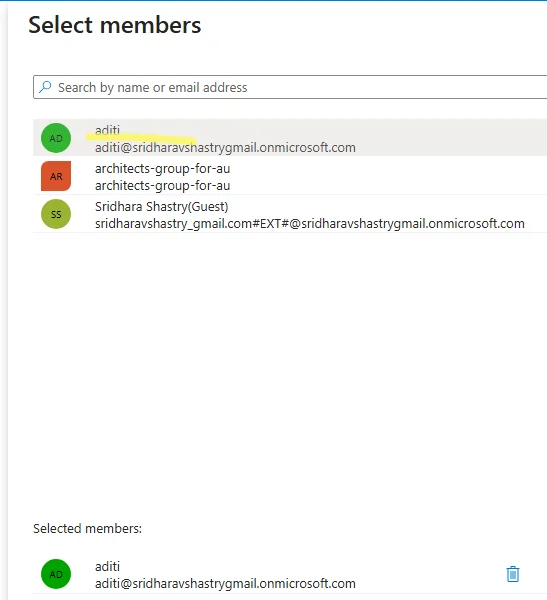 Select members
Search by name or email address
AD
aditi
aditi@sridharavshastrygmail.onmicrosoft.com
AR
architects-group-for-au
architects-group-for-au
SS
Sridhara Shastry(Guest)
sridharavshastry_gmail.com#EXT#@sridharavshastrygmail.onmicrosoft.com
Selected members:
AD
aditi
aditi@sridharavshastrygmail.onmicrosoft.com